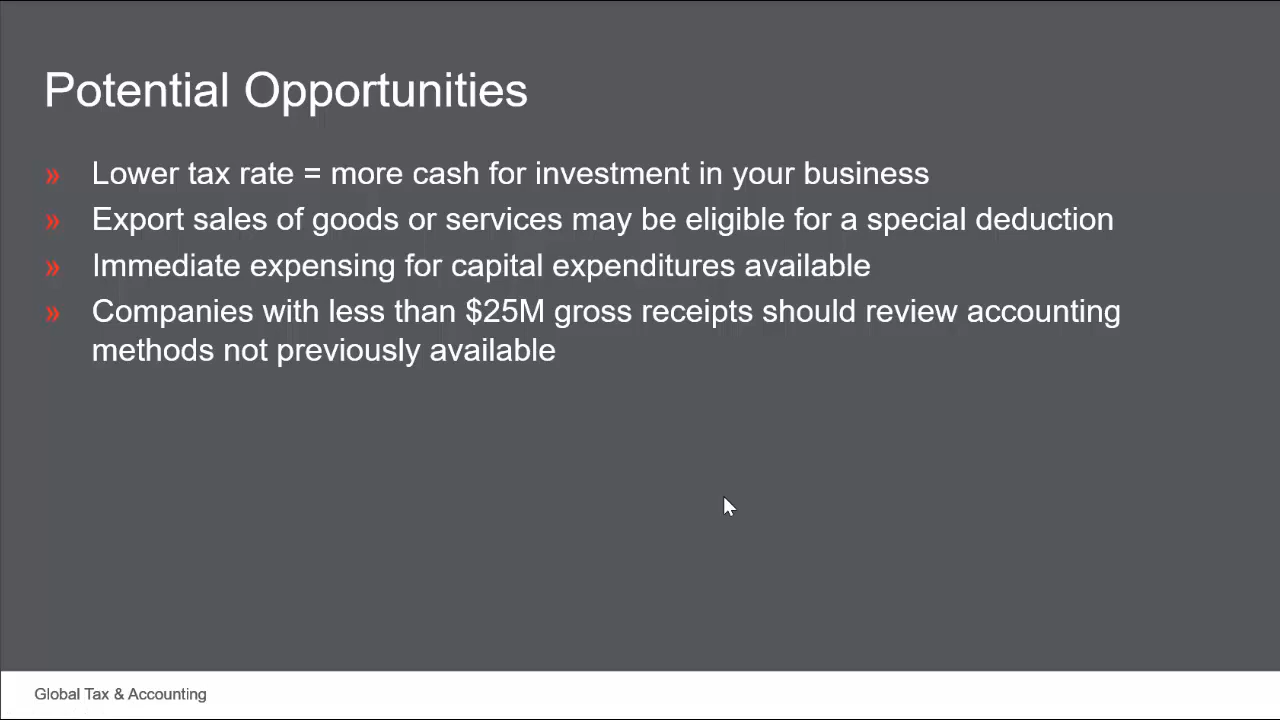 Potential Opportunities
» Lower tax rate = more cash for investment in your business
» Export sales of goods or services may be eligible for a special deduction
» Immediate expensing for capital expenditures available
» Companies with less than $25M gross receipts should review accounting
methods not previously available
Global Tax & Accounting